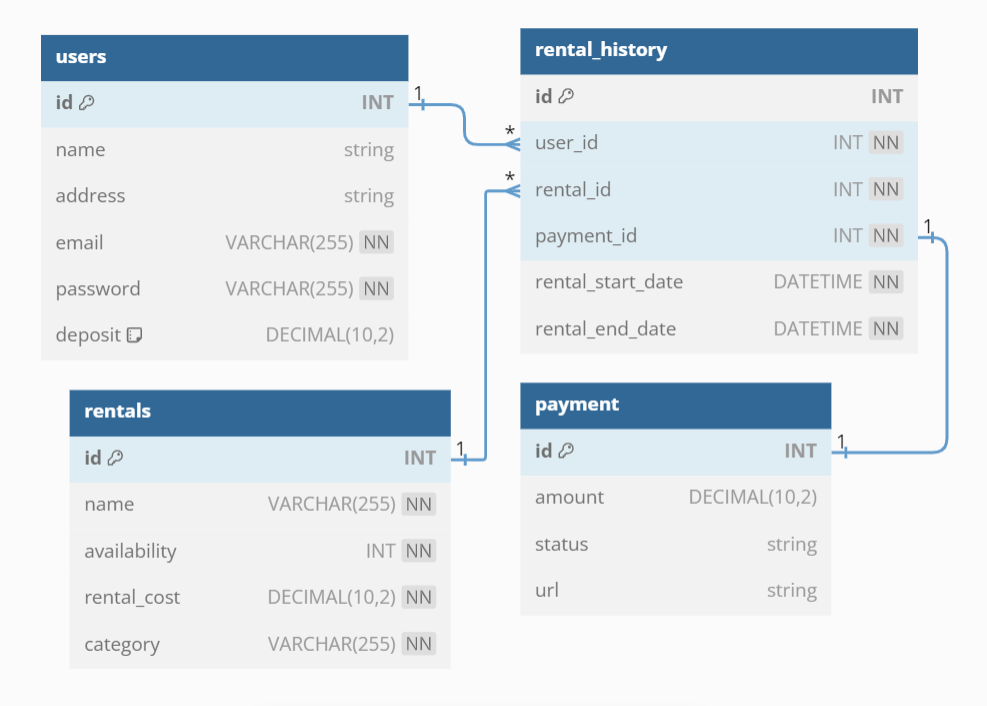 users
id INT
name string
address string
email VARCHAR(255) NN
password VARCHAR(255) NN
deposit DECIMAL(10,2)
1
*
rental_history
id INT
user_id INT NN
rental_id INT NN
payment_id INT NN
rental_start_date DATETIME NN
rental_end_date DATETIME NN
*
1
rentals
id INT
name VARCHAR(255) NN
availability INT NN
rental_cost DECIMAL(10,2) NN
category VARCHAR(255) NN
1
payment
id INT
amount DECIMAL(10,2)
status string
url string
1